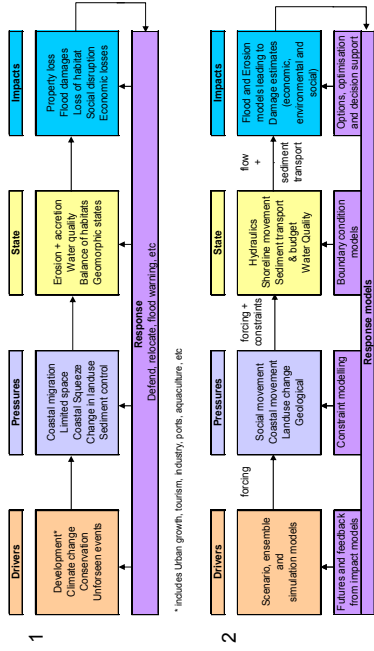 1
Drivers
Pressures
State
Impacts
Development*
Climate change
Conservation
Unforseen events
Coastal migration
Limited space
Coastal Squeeze
Change in landuse
Sediment control
Erosion + accretion
Water quality
Balance of habitats
Geomorphic states
Property loss
Flood damages
Loss of habitat
Social disruption
Economic losses
Response
Defend, relocate, flood warning, etc
* includes Urban growth, tourism, industry, ports, aquaculture, etc
2
Drivers
Pressures
State
Impacts
Scenario, ensemble
and
simulation models
forcing
Social movement
Coastal movement
Landuse change
Geological
forcing +
constraints
Hydraulics
Shoreline movement
Sediment transport
& budget
Water Quality
flow
+
sediment
transport
Flood and Erosion
models leading to
Damage estimates
(economic,
environmental and
social)
Futures and feedback
from impact models
Constraint modelling
Boundary condition
models
Options, optimisation
and decision support
Response models